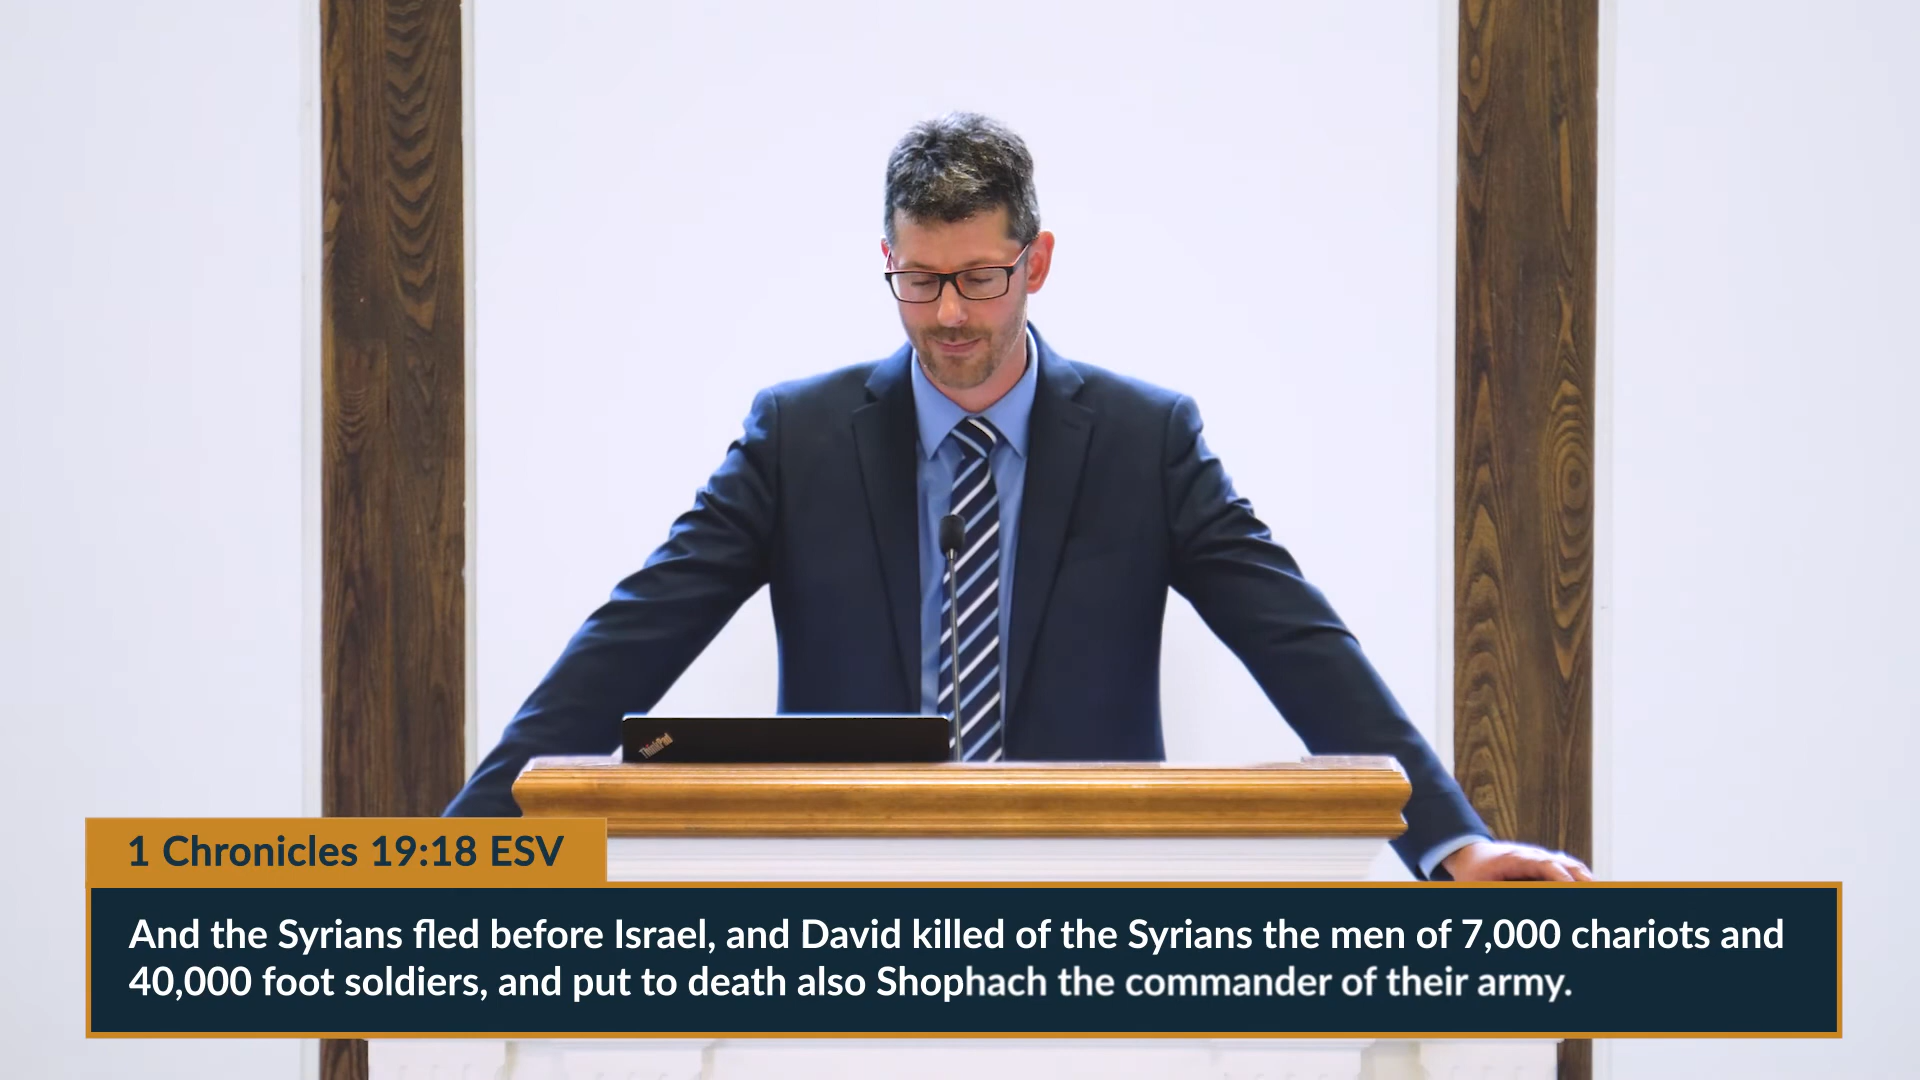 ThinkPad
1 Chronicles 19:18 ESV
And the Syrians fled before Israel, and David killed of the Syrians the men of 7,000 chariots and
40,000 foot soldiers, and put to death also Shophach the commander of their army.